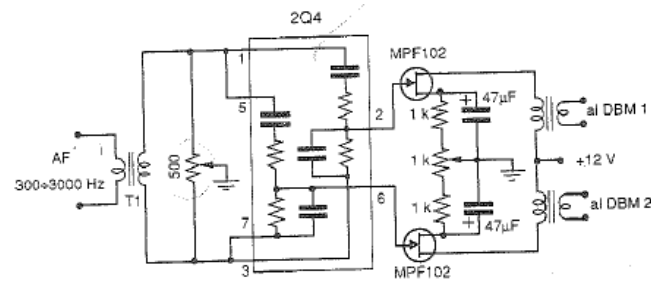 2Q4
MPF102
1
5
2
47µF
al DBM 1
AF
1 k
500
1 k
+12 V
300÷3000 Hz
T1
7
6
1 k
al DBM 2
3
47µF
MPF102